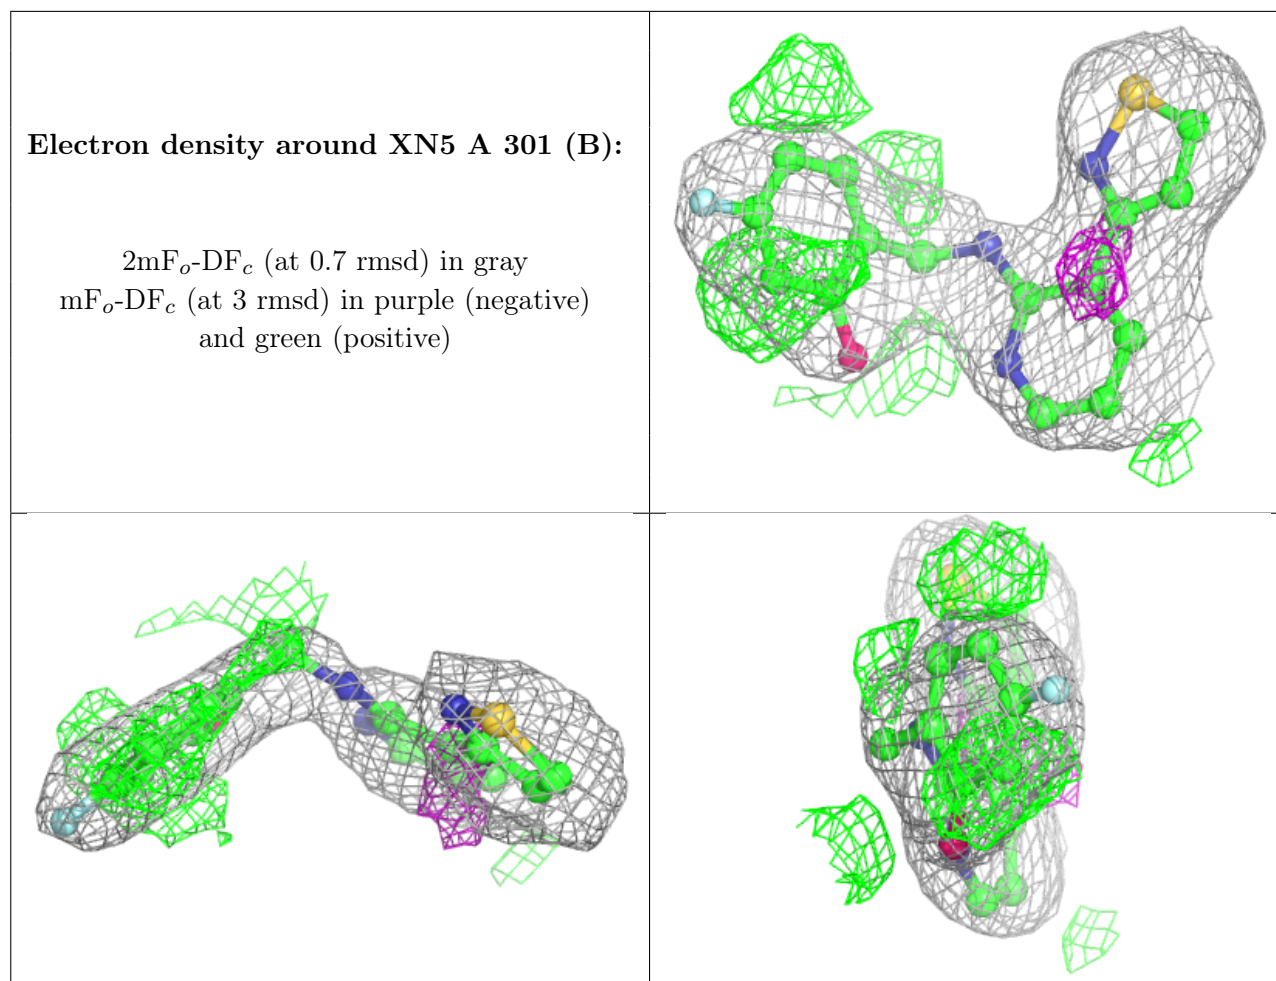 Electron density around XN5 A 301 (B):
2mFₒ-DF𝒸 (at 0.7 rmsd) in gray
mFₒ-DF𝒸 (at 3 rmsd) in purple (negative)
and green (positive)